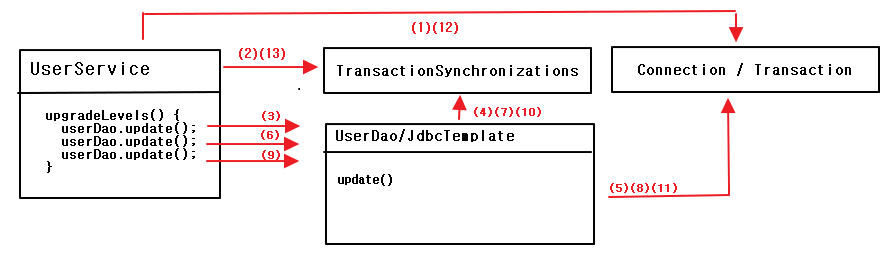 (1)(12)
(2)(13)
UserService
TransactionSynchronizations
Connection / Transaction
upgradeLevels() {
userDao.update();
userDao.update();
userDao.update();
}
(3)
(6)
(9)
(4)(7)(10)
UserDao/JdbcTemplate
update()
(5)(8)(11)